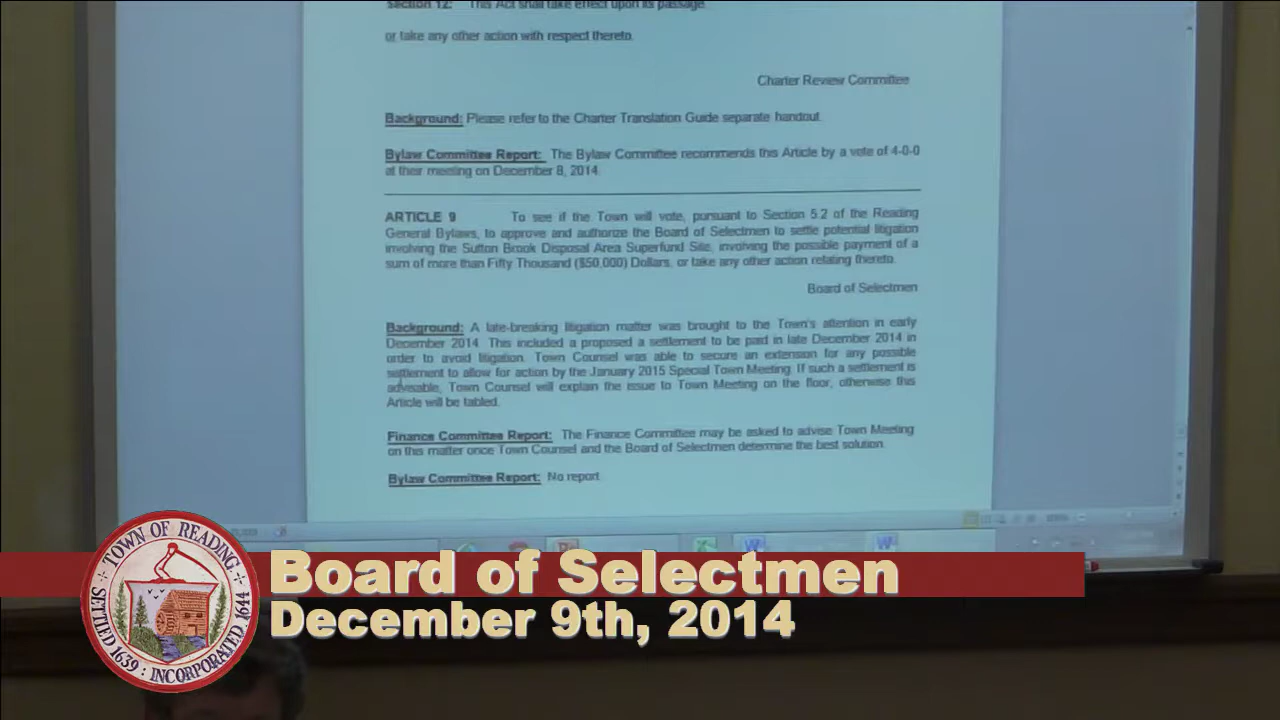 Section 12: This Act shall take effect upon its passage.
or take any other action with respect thereto.
Charter Review Committee
Background: Please refer to the Charter Translation Guide separate handout.
Bylaw Committee Report: The Bylaw Committee recommends this Article by a vote of 4-0-0
at their meeting on December 8, 2014.
ARTICLE 9 To see if the Town will vote, pursuant to Section 5.2 of the Reading
General Bylaws, to approve and authorize the Board of Selectmen to settle potential litigation
involving the Sutton Brook Disposal Area Superfund Site, involving the possible payment of a
sum of more than Fifty Thousand ($50,000) Dollars, or take any other action relating thereto.
Board of Selectmen
Background: A late-breaking litigation matter was brought to the Town's attention in early
December 2014. This included a proposed a settlement to be paid in late December 2014 in
order to avoid litigation. Town Counsel was able to secure an extension for any possible
settlement to allow for action by the January 2015 Special Town Meeting. If such a settlement is
advisable, Town Counsel will explain the issue to Town Meeting on the floor, otherwise this
Article will be tabled.
Finance Committee Report: The Finance Committee may be asked to advise Town Meeting
on this matter once Town Counsel and the Board of Selectmen determine the best solution.
Bylaw Committee Report: No report.
TOWN OF READING
SETTLED 1639 : INCORPORATED 1644
Board of Selectmen
December 9th, 2014